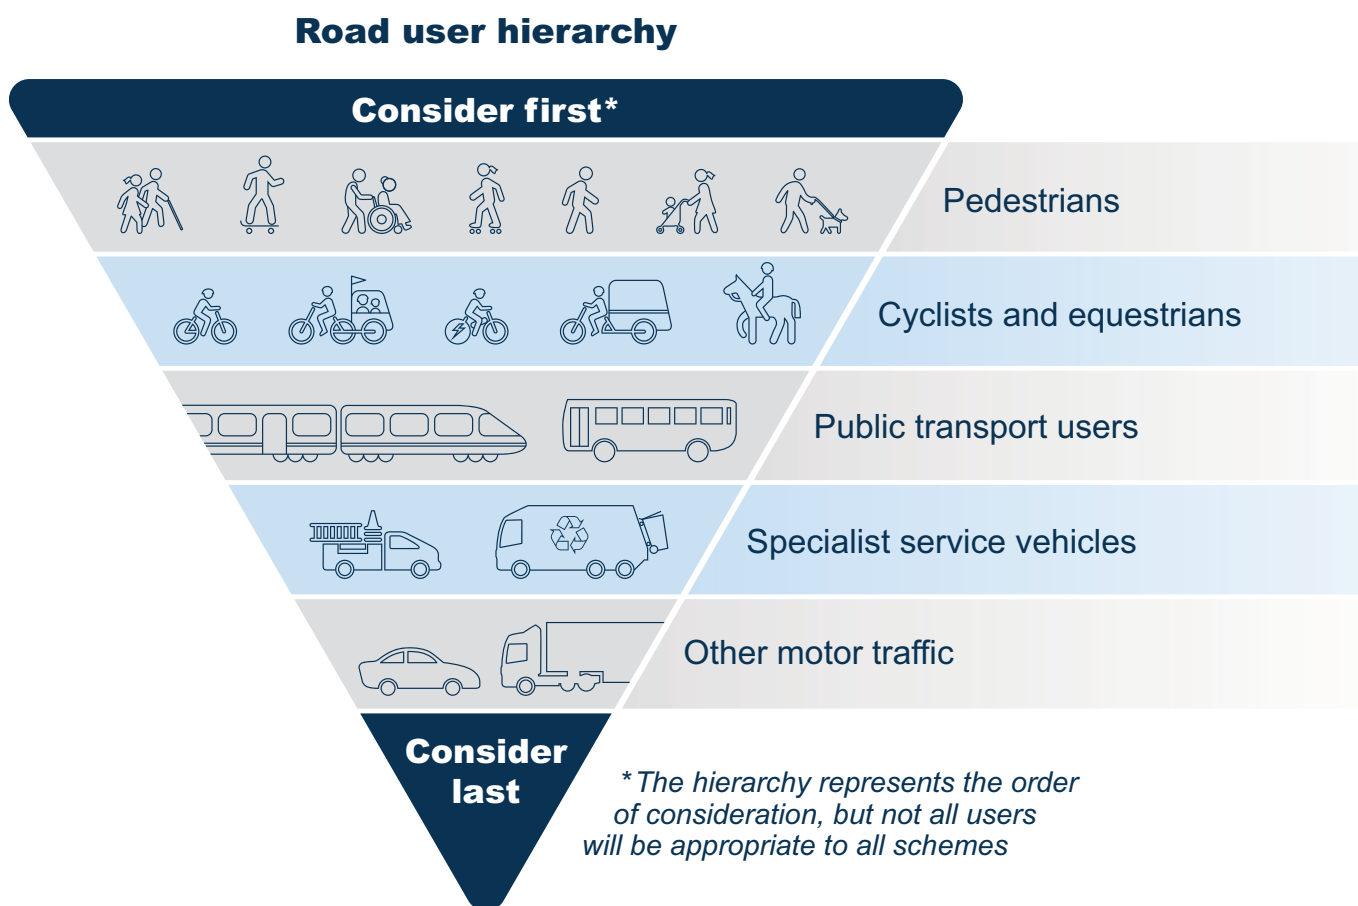 Road user hierarchy
Consider first*
Pedestrians
Cyclists and equestrians
Public transport users
Specialist service vehicles
Other motor traffic
Consider
last
*The hierarchy represents the order
of consideration, but not all users
will be appropriate to all schemes